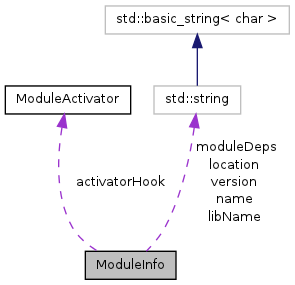 std::basic_string< char >
ModuleActivator
std::string
activatorHook
moduleDeps
location
version
name
libName
ModuleInfo